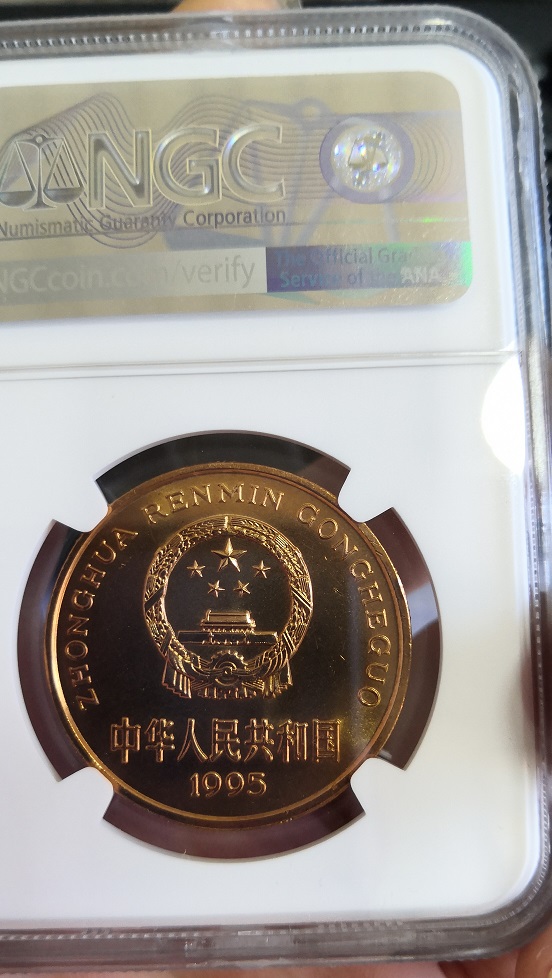 NGC
Numismatic Guaranty Corporation
NGCcoin.com/verify
The Official Grading
Service of the ANA
ZHONGHUA RENMIN GONGHEGUO
中华人民共和国
1995